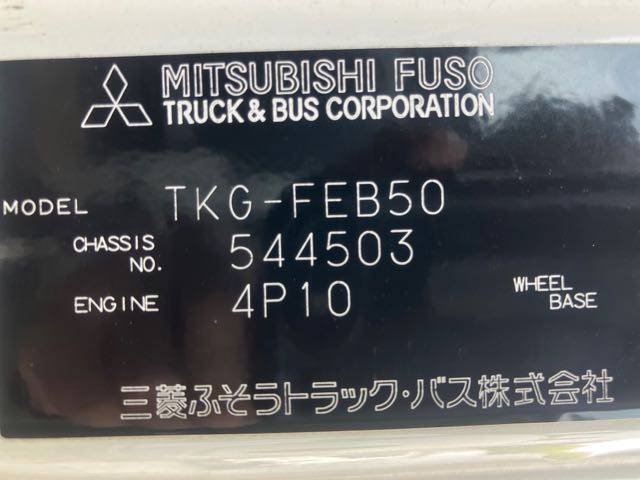 MITSUBISHI FUSO
TRUCK & BUS CORPORATION
MODEL TKG-FEB50
CHASSIS NO. 544503
ENGINE 4P10 WHEEL BASE
三菱ふそうトラック・バス株式会社